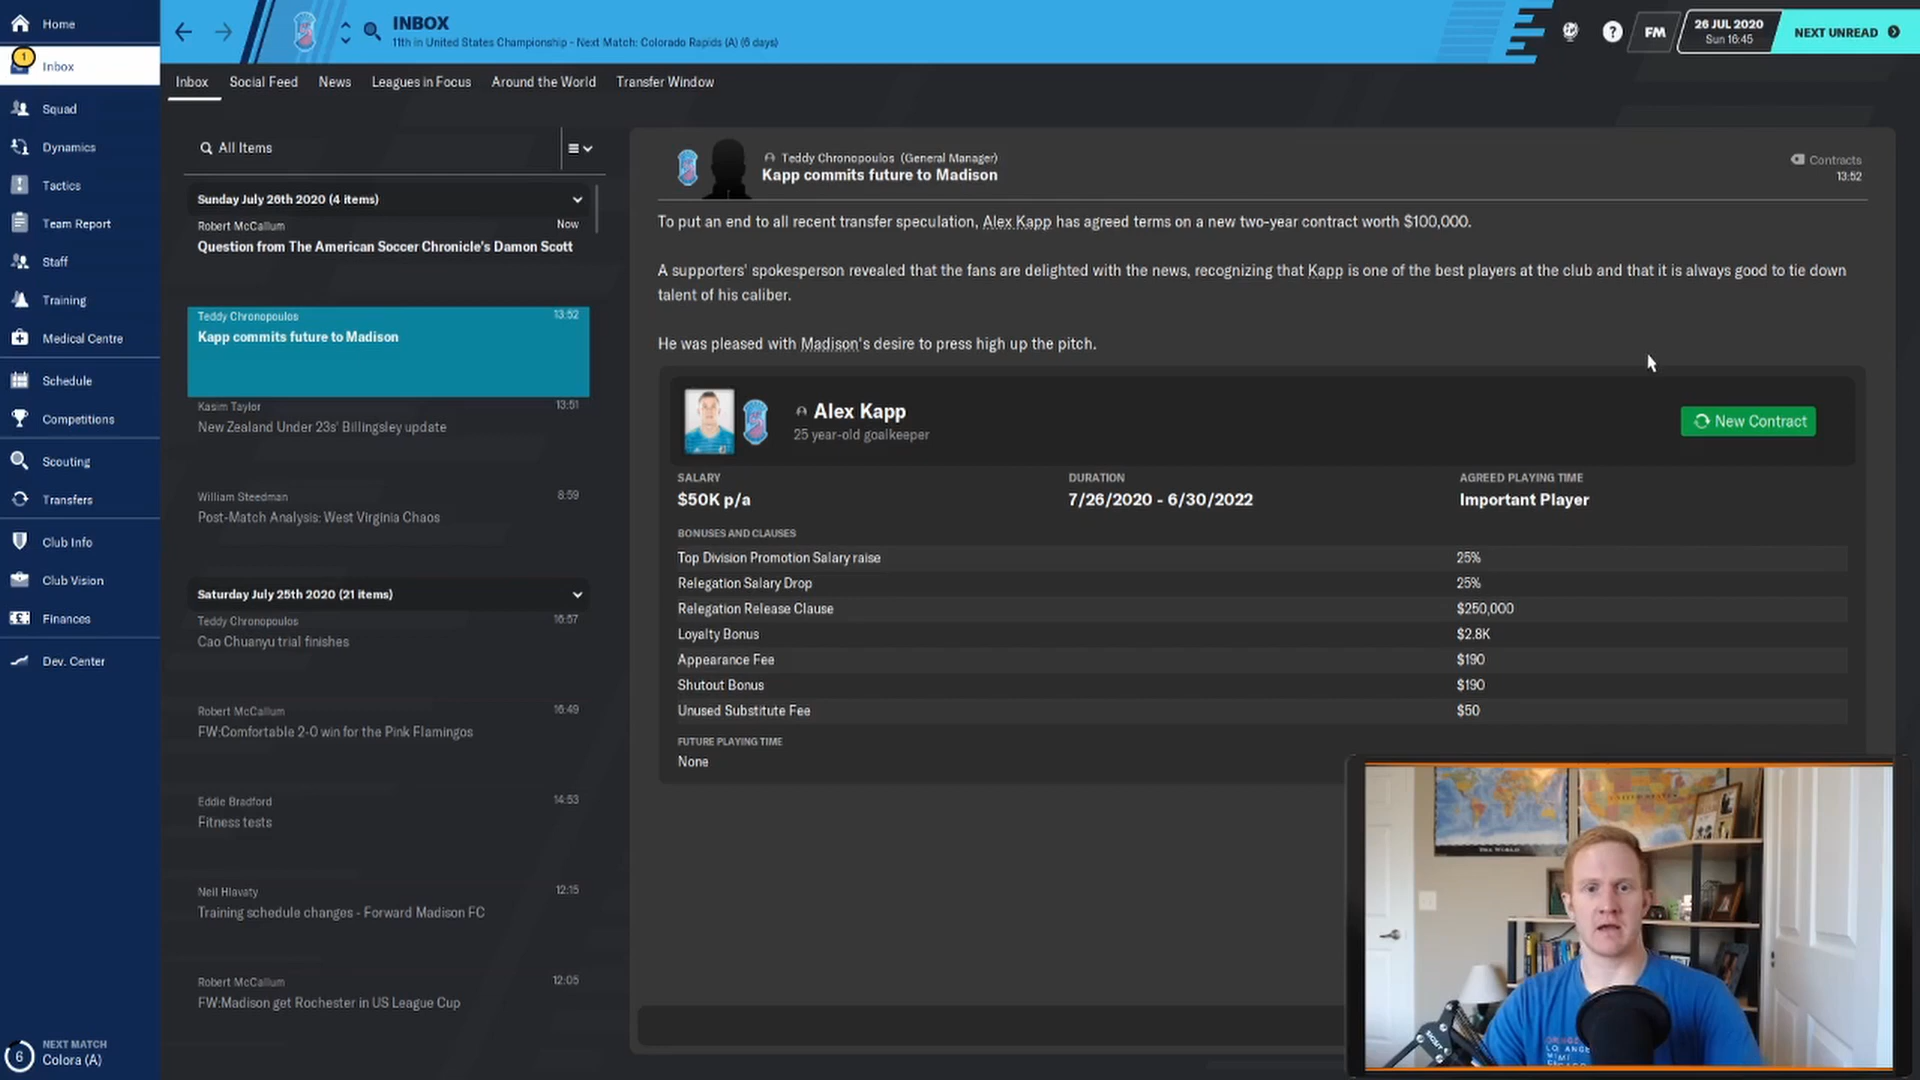 Home
1
Inbox
Squad
Dynamics
Tactics
Team Report
Staff
Training
Medical Centre
Schedule
Competitions
Scouting
Transfers
Club Info
Club Vision
Finances
Dev. Center
6
NEXT MATCH
Colora (A)
INBOX
11th in United States Championship - Next Match: Colorado Rapids (A) (6 days)
?
FM
26 JUL 2020
Sun 16:45
NEXT UNREAD
Inbox
Social Feed
News
Leagues in Focus
Around the World
Transfer Window
All Items
Sunday July 26th 2020 (4 items)
Robert McCallum
Now
Question from The American Soccer Chronicle's Damon Scott
Teddy Chronopoulos
13:52
Kapp commits future to Madison
Kasim Taylor
13:51
New Zealand Under 23s' Billingsley update
William Steedman
8:59
Post-Match Analysis: West Virginia Chaos
Saturday July 25th 2020 (21 items)
Teddy Chronopoulos
16:57
Cao Chuanyu trial finishes
Robert McCallum
16:49
FW:Comfortable 2-0 win for the Pink Flamingos
Eddie Bradford
14:53
Fitness tests
Neil Hlavaty
12:15
Training schedule changes - Forward Madison FC
Robert McCallum
12:05
FW:Madison get Rochester in US League Cup
Teddy Chronopoulos (General Manager)
Kapp commits future to Madison
Contracts
13:52
To put an end to all recent transfer speculation, Alex Kapp has agreed terms on a new two-year contract worth $100,000.
A supporters' spokesperson revealed that the fans are delighted with the news, recognizing that Kapp is one of the best players at the club and that it is always good to tie down
talent of his caliber.
He was pleased with Madison's desire to press high up the pitch.
Alex Kapp
25 year-old goalkeeper
New Contract
SALARY
$50K p/a
DURATION
7/26/2020 - 6/30/2022
AGREED PLAYING TIME
Important Player
BONUSES AND CLAUSES
Top Division Promotion Salary raise
25%
Relegation Salary Drop
25%
Relegation Release Clause
$250,000
Loyalty Bonus
$2.8K
Appearance Fee
$190
Shutout Bonus
$190
Unused Substitute Fee
$50
FUTURE PLAYING TIME
None